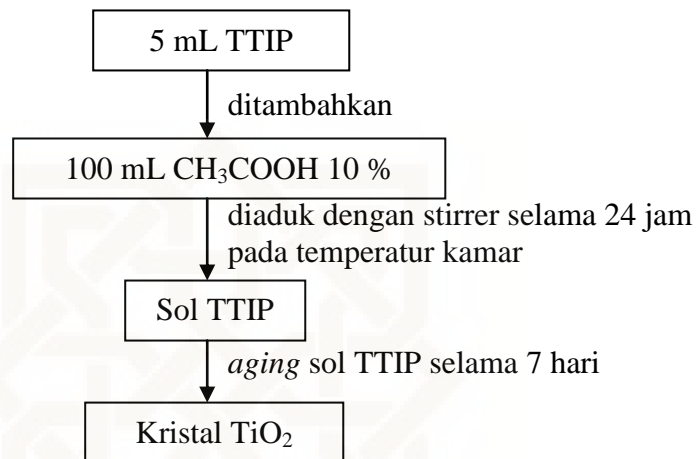 5 mL TTIP
ditambahkan
100 mL CH₃COOH 10 %
diaduk dengan stirrer selama 24 jam
pada temperatur kamar
Sol TTIP
aging sol TTIP selama 7 hari
Kristal TiO₂